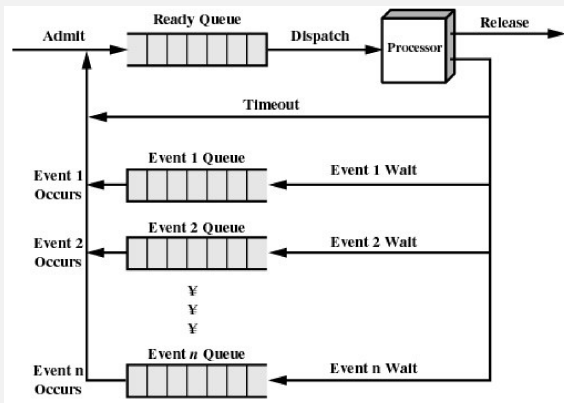 Ready Queue
Release
Admit
Dispatch
Processor
Timeout
Event 1 Queue
Event 1
Occurs
Event 1 Wait
Event 2 Queue
Event 2
Occurs
Event 2 Wait
¥
¥
¥
Event n Queue
Event n
Occurs
Event n Wait